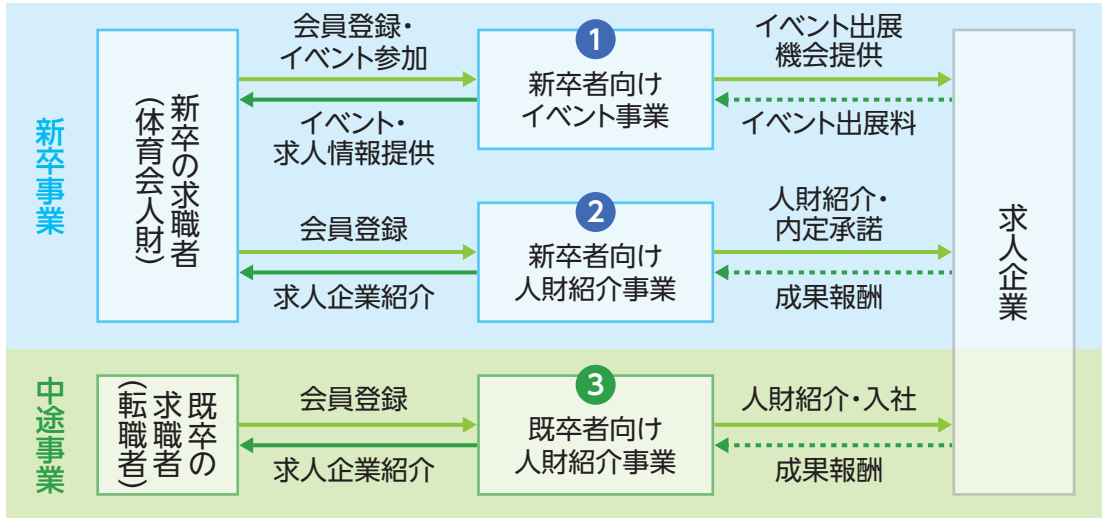 新卒事業
新卒の求職者
(体育会人財)
会員登録・
イベント参加
イベント・
求人情報提供
1
新卒者向け
イベント事業
イベント出展
機会提供
イベント出展料
会員登録
求人企業紹介
2
新卒者向け
人財紹介事業
人財紹介・
内定承諾
成果報酬
求人企業
中途事業
既卒の
求職者
(転職者)
会員登録
求人企業紹介
3
既卒者向け
人財紹介事業
人財紹介・入社
成果報酬